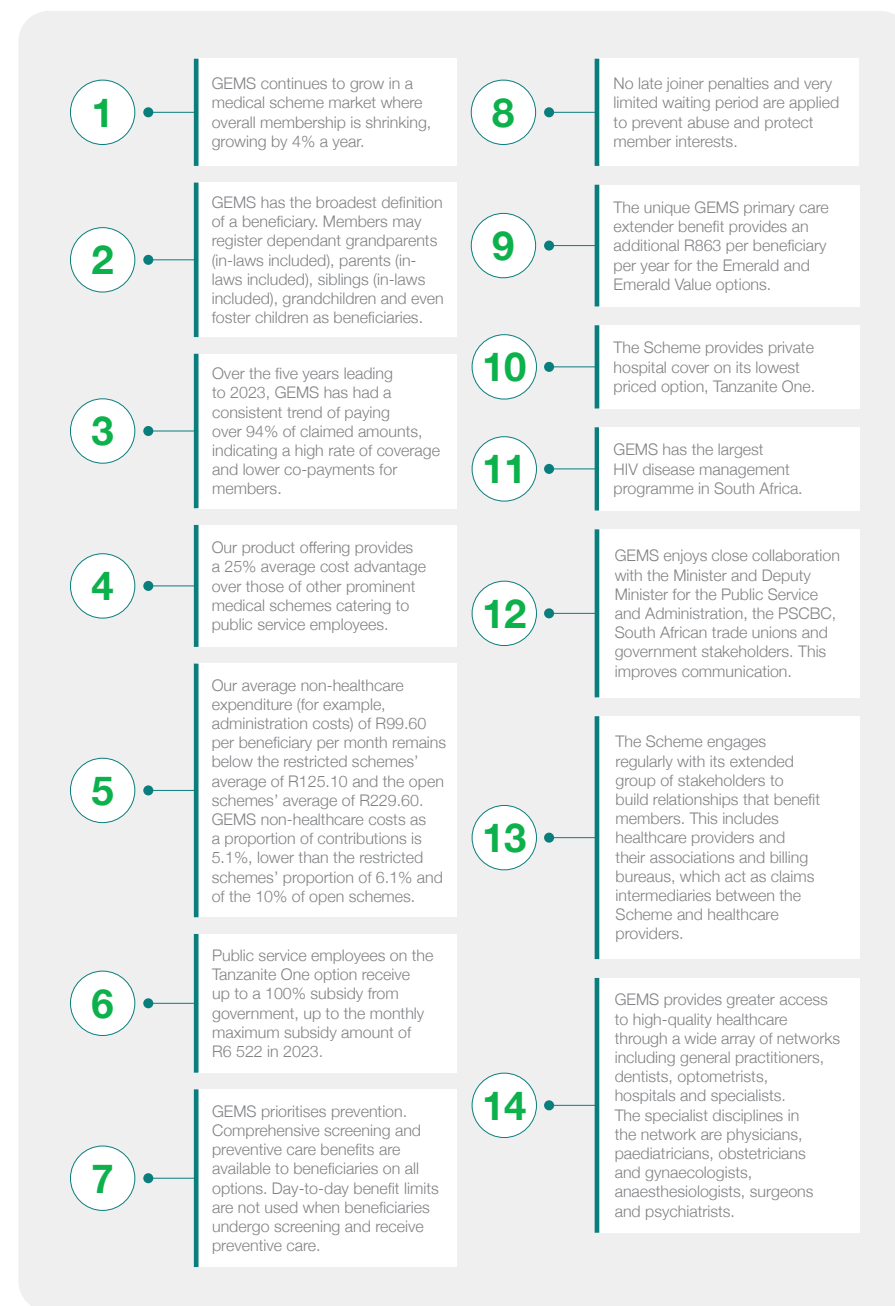 1
GEMS continues to grow in a
medical scheme market where
overall membership is shrinking,
growing by 4% a year.
2
GEMS has the broadest definition
of a beneficiary. Members may
register dependant grandparents
(in-laws included), parents (in-
laws included), siblings (in-laws
included), grandchildren and even
foster children as beneficiaries.
3
Over the five years leading
to 2023, GEMS has had a
consistent trend of paying
over 94% of claimed amounts,
indicating a high rate of coverage
and lower co-payments for
members.
4
Our product offering provides
a 25% average cost advantage
over those of other prominent
medical schemes catering to
public service employees.
5
Our average non-healthcare
expenditure (for example,
administration costs) of R99.60
per beneficiary per month remains
below the restricted schemes'
average of R125.10 and the open
schemes' average of R229.60.
GEMS non-healthcare costs as
a proportion of contributions is
5.1%, lower than the restricted
schemes' proportion of 6.1% and
of the 10% of open schemes.
6
Public service employees on the
Tanzanite One option receive
up to a 100% subsidy from
government, up to the monthly
maximum subsidy amount of
R6 522 in 2023.
7
GEMS prioritises prevention.
Comprehensive screening and
preventive care benefits are
available to beneficiaries on all
options. Day-to-day benefit limits
are not used when beneficiaries
undergo screening and receive
preventive care.
8
No late joiner penalties and very
limited waiting period are applied
to prevent abuse and protect
member interests.
9
The unique GEMS primary care
extender benefit provides an
additional R863 per beneficiary
per year for the Emerald and
Emerald Value options.
10
The Scheme provides private
hospital cover on its lowest
priced option, Tanzanite One.
11
GEMS has the largest
HIV disease management
programme in South Africa.
12
GEMS enjoys close collaboration
with the Minister and Deputy
Minister for the Public Service
and Administration, the PSCBC,
South African trade unions and
government stakeholders. This
improves communication.
13
The Scheme engages
regularly with its extended
group of stakeholders to
build relationships that benefit
members. This includes
healthcare providers and
their associations and billing
bureaus, which act as claims
intermediaries between the
Scheme and healthcare
providers.
14
GEMS provides greater access
to high-quality healthcare
through a wide array of networks
including general practitioners,
dentists, optometrists,
hospitals and specialists.
The specialist disciplines in
the network are physicians,
paediatricians, obstetricians
and gynaecologists,
anaesthesiologists, surgeons
and psychiatrists.